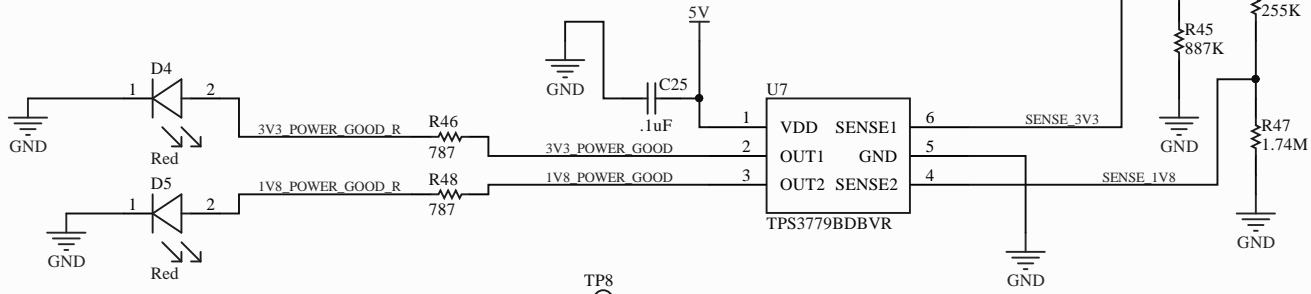 5V
255K
R45
887K
D4
1
2
GND
C25
.1uF
GND
U7
R47
1.74M
GND
3V3_POWER_GOOD_R
R46
787
3V3_POWER_GOOD
1 VDD SENSE1 6
SENSE_3V3
GND
Red
2 OUT1 GND 5
D5
1
2
1V8_POWER_GOOD_R
R48
787
1V8_POWER_GOOD
3 OUT2 SENSE2 4
SENSE_1V8
TPS3779BDBVR
GND
GND
Red
GND
TP8